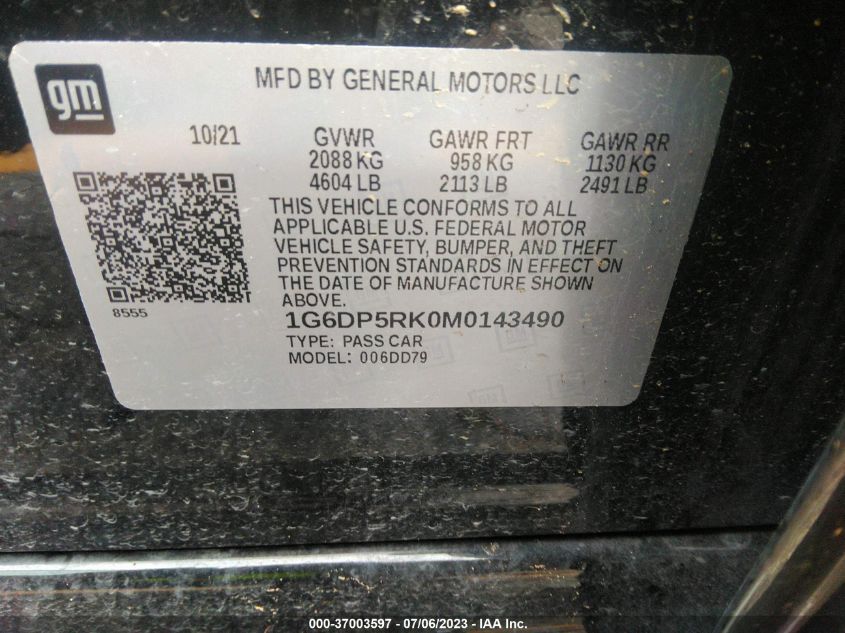 gm
MFD BY GENERAL MOTORS LLC
10/21 GVWR GAWR FRT GAWR RR
2088 KG 958 KG 1130 KG
4604 LB 2113 LB 2491 LB
THIS VEHICLE CONFORMS TO ALL
APPLICABLE U.S. FEDERAL MOTOR
VEHICLE SAFETY, BUMPER, AND THEFT
PREVENTION STANDARDS IN EFFECT ON
THE DATE OF MANUFACTURE SHOWN
ABOVE.
8555
1G6DP5RK0M0143490
TYPE: PASS CAR
MODEL: 006DD79
000-37003597 - 07/06/2023 - IAA Inc.